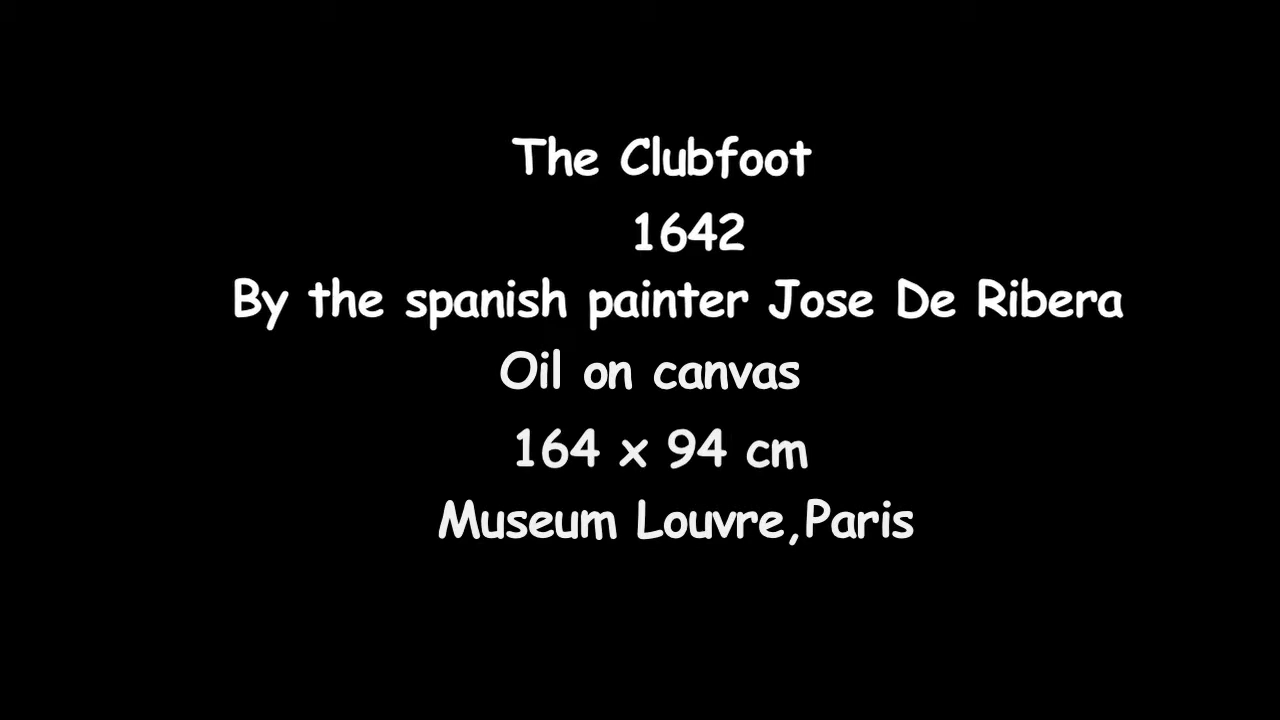 The Clubfoot
1642
By the spanish painter Jose De Ribera
Oil on canvas
164 x 94 cm
Museum Louvre,Paris